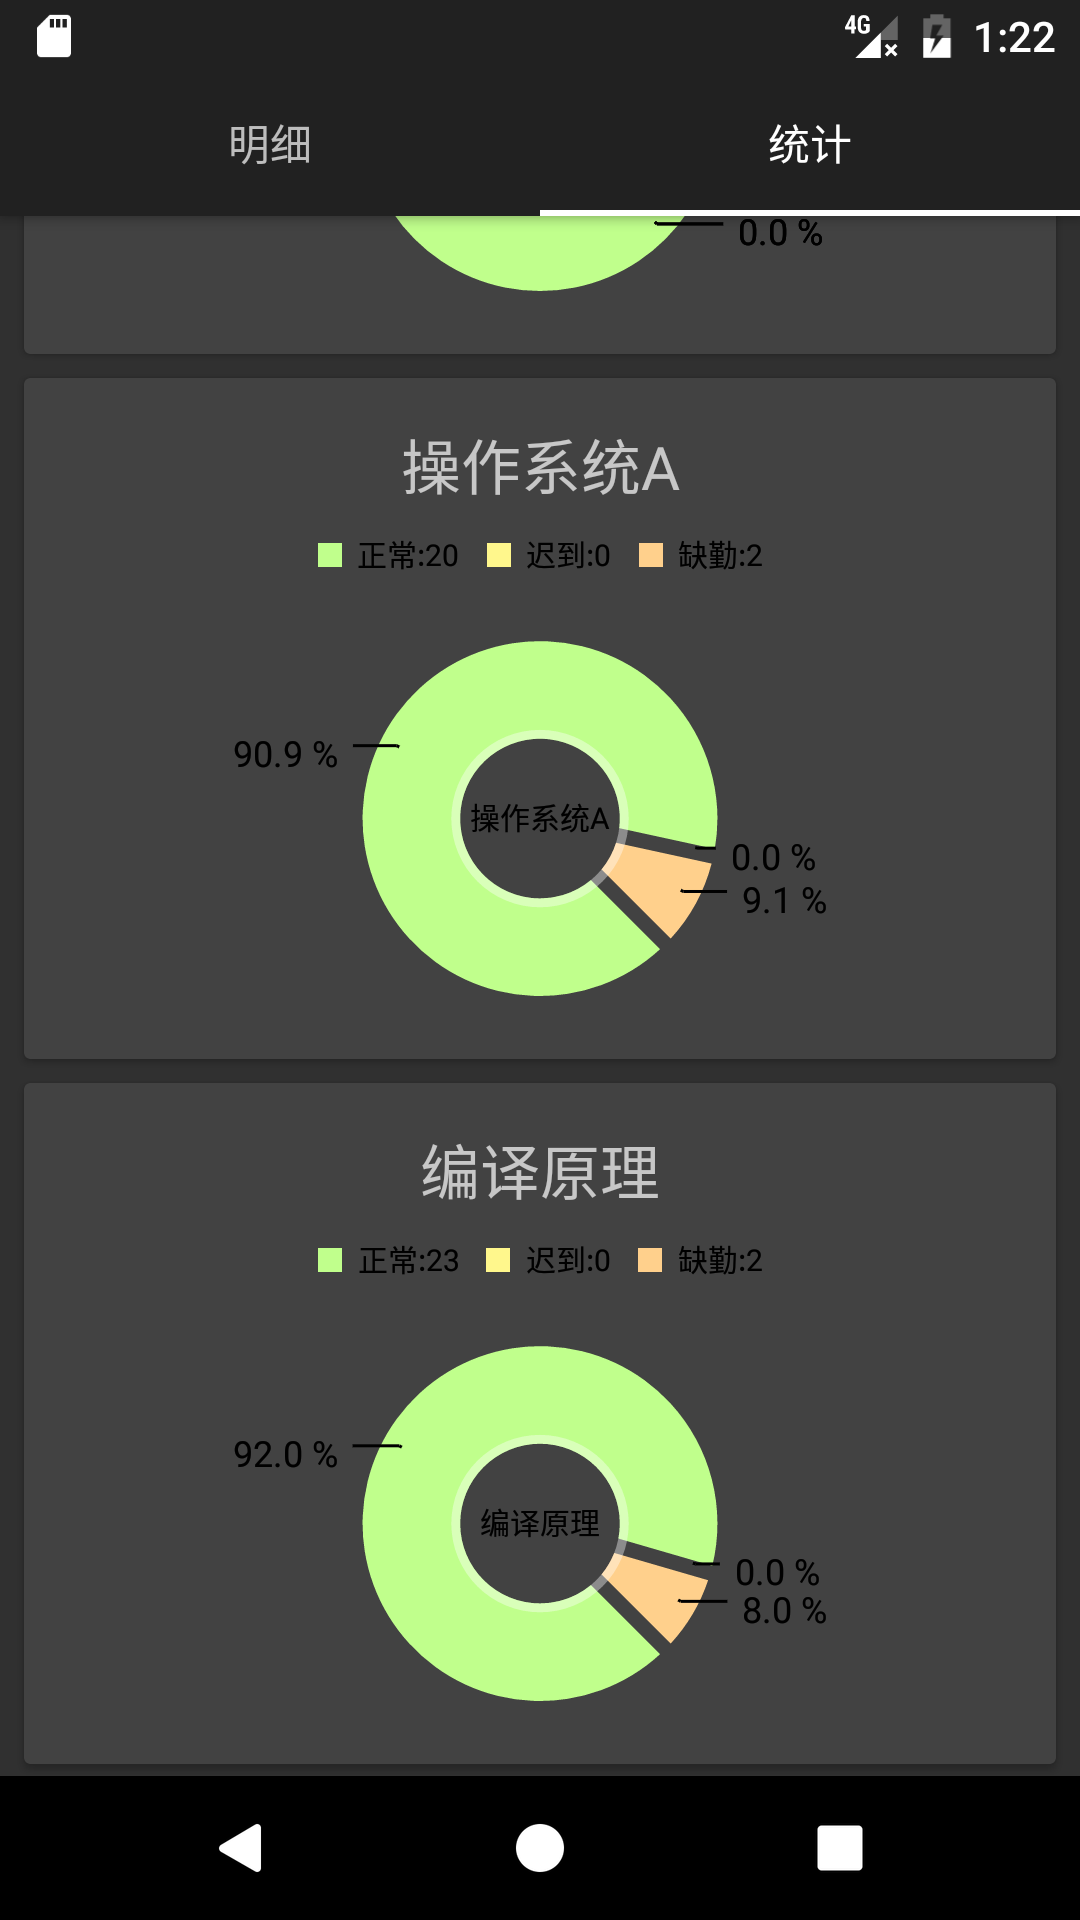 4G 1:22
明细 统计
0.0 %
操作系统A
正常:20 迟到:0 缺勤:2
90.9 %
操作系统A
0.0 %
9.1 %
编译原理
正常:23 迟到:0 缺勤:2
92.0 %
编译原理
0.0 %
8.0 %